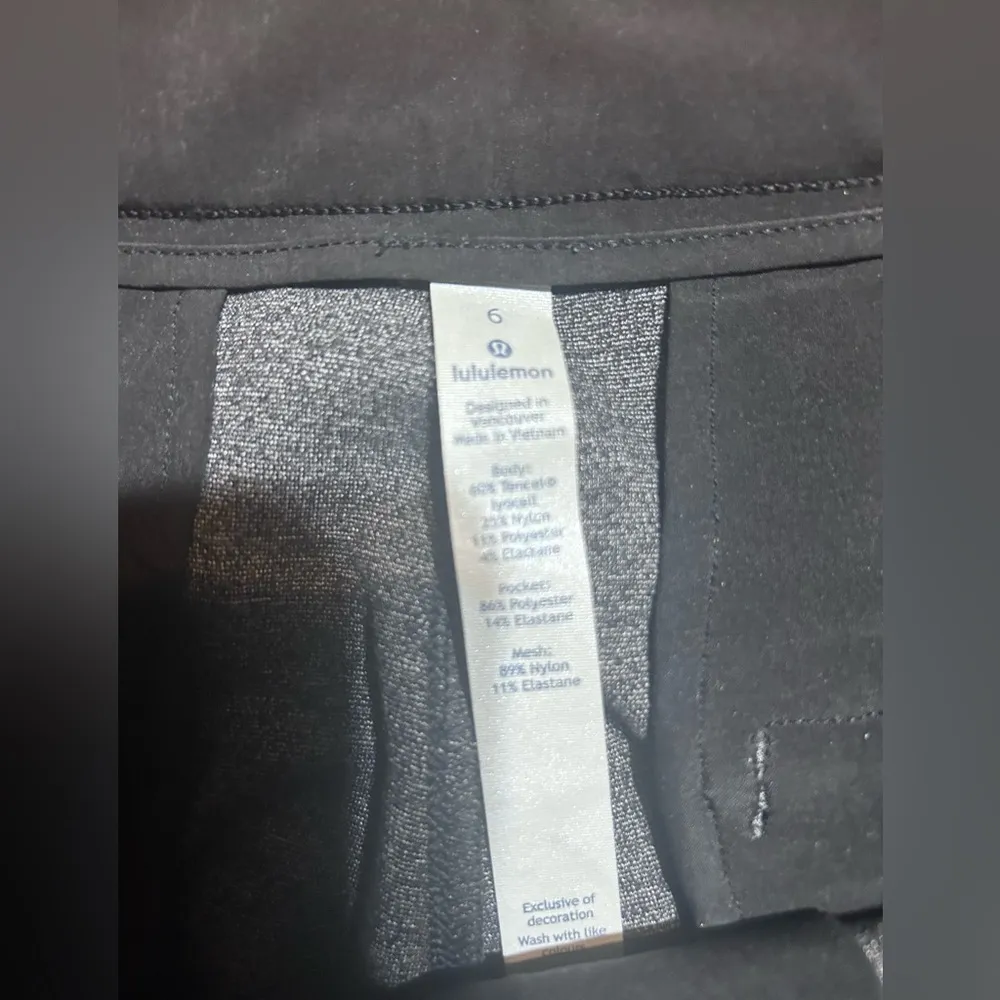 6
lululemon
Designed in
Vancouver
Made in Vietnam
Body:
60% Tencel®
lyocell
25% Nylon
11% Polyester
4% Elastane
Pocket:
86% Polyester
14% Elastane
Mesh:
89% Nylon
11% Elastane
Exclusive of
decoration
Wash with like
colours